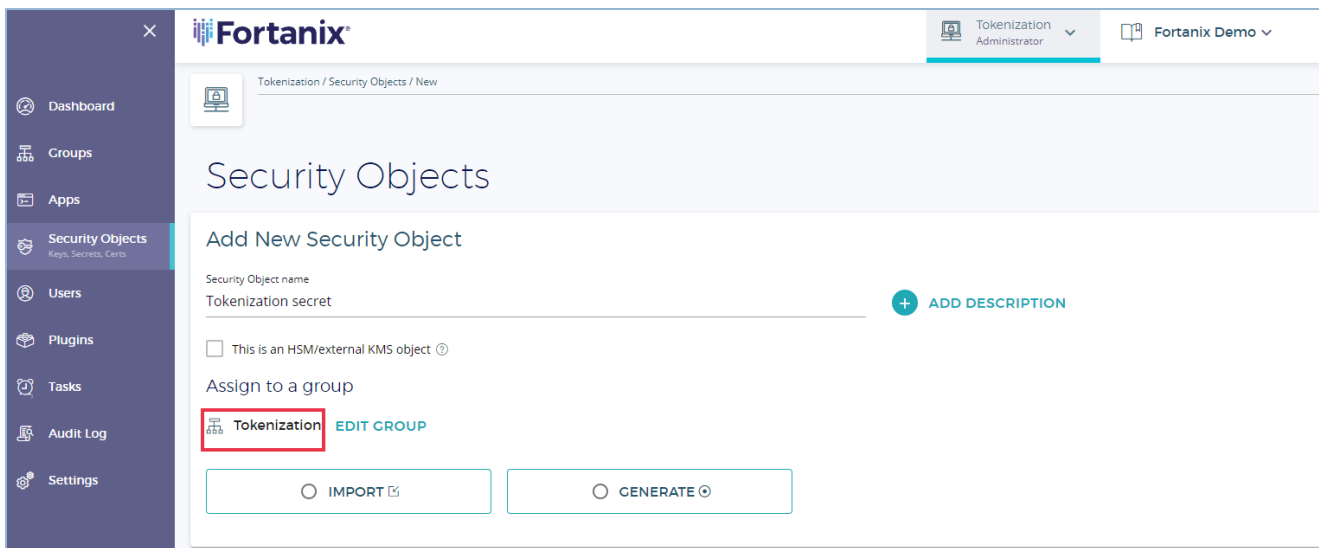 Fortanix®
Tokenization
Administrator
Fortanix Demo
Tokenization / Security Objects / New
Dashboard
Groups
Apps
Security Objects
Keys, Secrets, Certs
Users
Plugins
Tasks
Audit Log
Settings
Security Objects
Add New Security Object
Security Object name
Tokenization secret
ADD DESCRIPTION
This is an HSM/external KMS object
Assign to a group
Tokenization EDIT GROUP
IMPORT
GENERATE